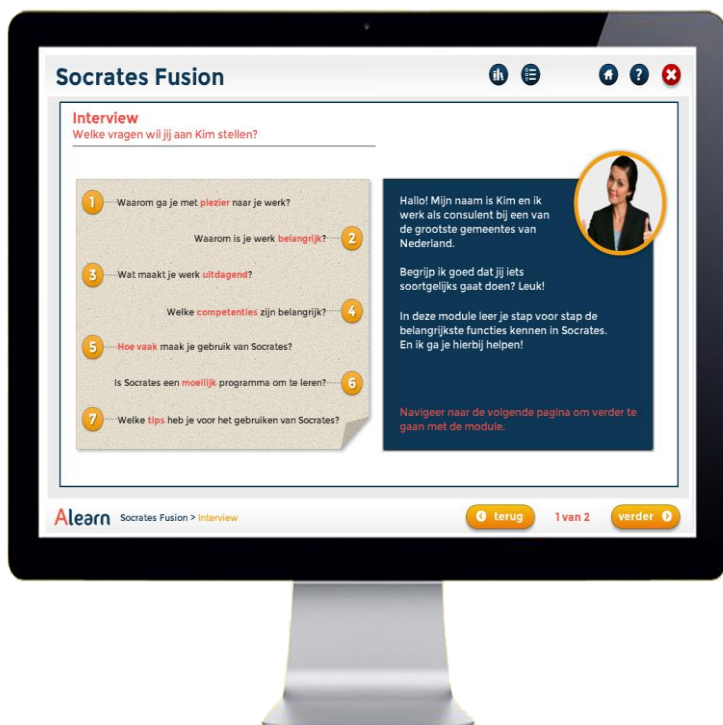 Socrates Fusion
Interview
Welke vragen wil jij aan Kim stellen?
1 Waarom ga je met plezier naar je werk?
Waarom is je werk belangrijk? 2
3 Wat maakt je werk uitdagend?
Welke competenties zijn belangrijk? 4
5 Hoe vaak maak je gebruik van Socrates?
Is Socrates een moeilijk programma om te leren? 6
7 Welke tips heb je voor het gebruiken van Socrates?
Hallo! Mijn naam is Kim en ik
werk als consulent bij een van
de grootste gemeentes van
Nederland.
Begrijp ik goed dat jij iets
soortgelijks gaat doen? Leuk!
In deze module leer je stap voor stap de
belangrijkste functies kennen in Socrates.
En ik ga je hierbij helpen!
Navigeer naar de volgende pagina om verder te
gaan met de module.
Alearn Socrates Fusion > Interview
terug 1 van 2 verder